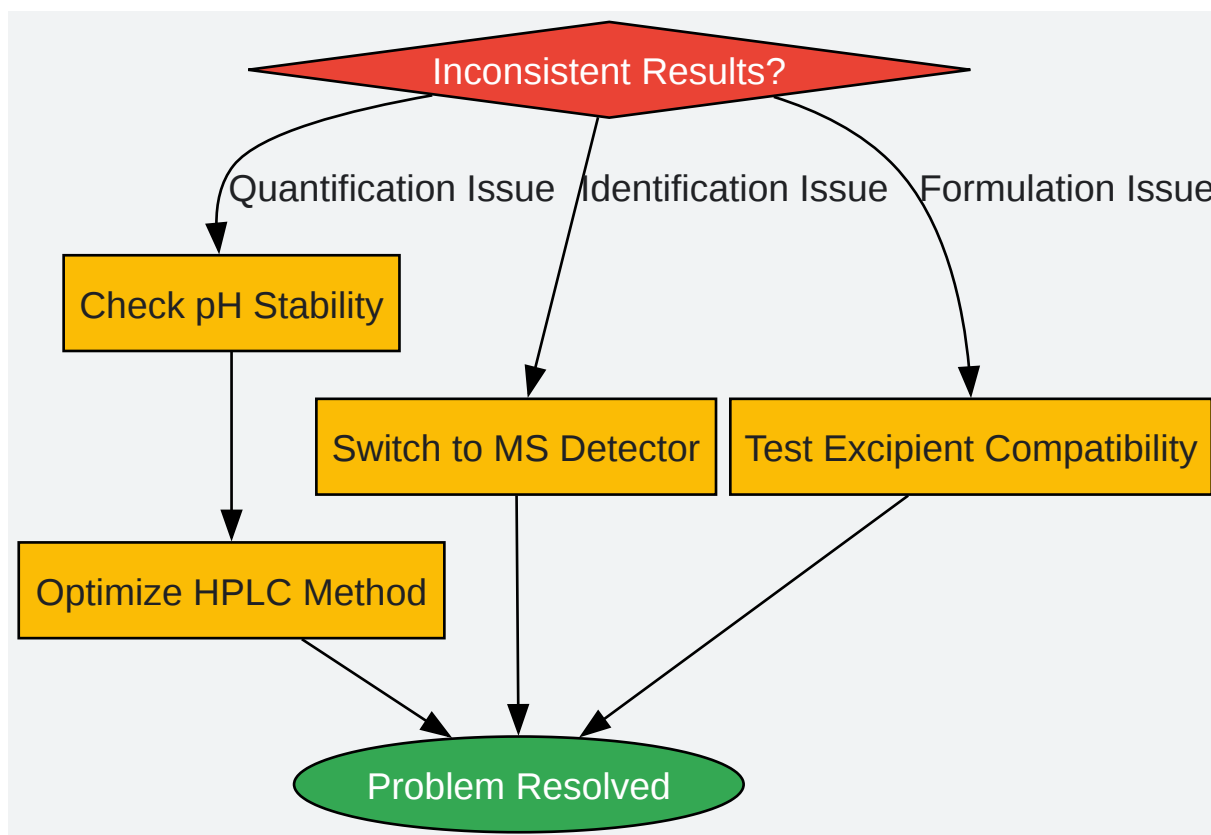 Inconsistent Results?
Quantification Issue
Identification Issue
Formulation Issue
Check pH Stability
Switch to MS Detector
Test Excipient Compatibility
Optimize HPLC Method
Problem Resolved